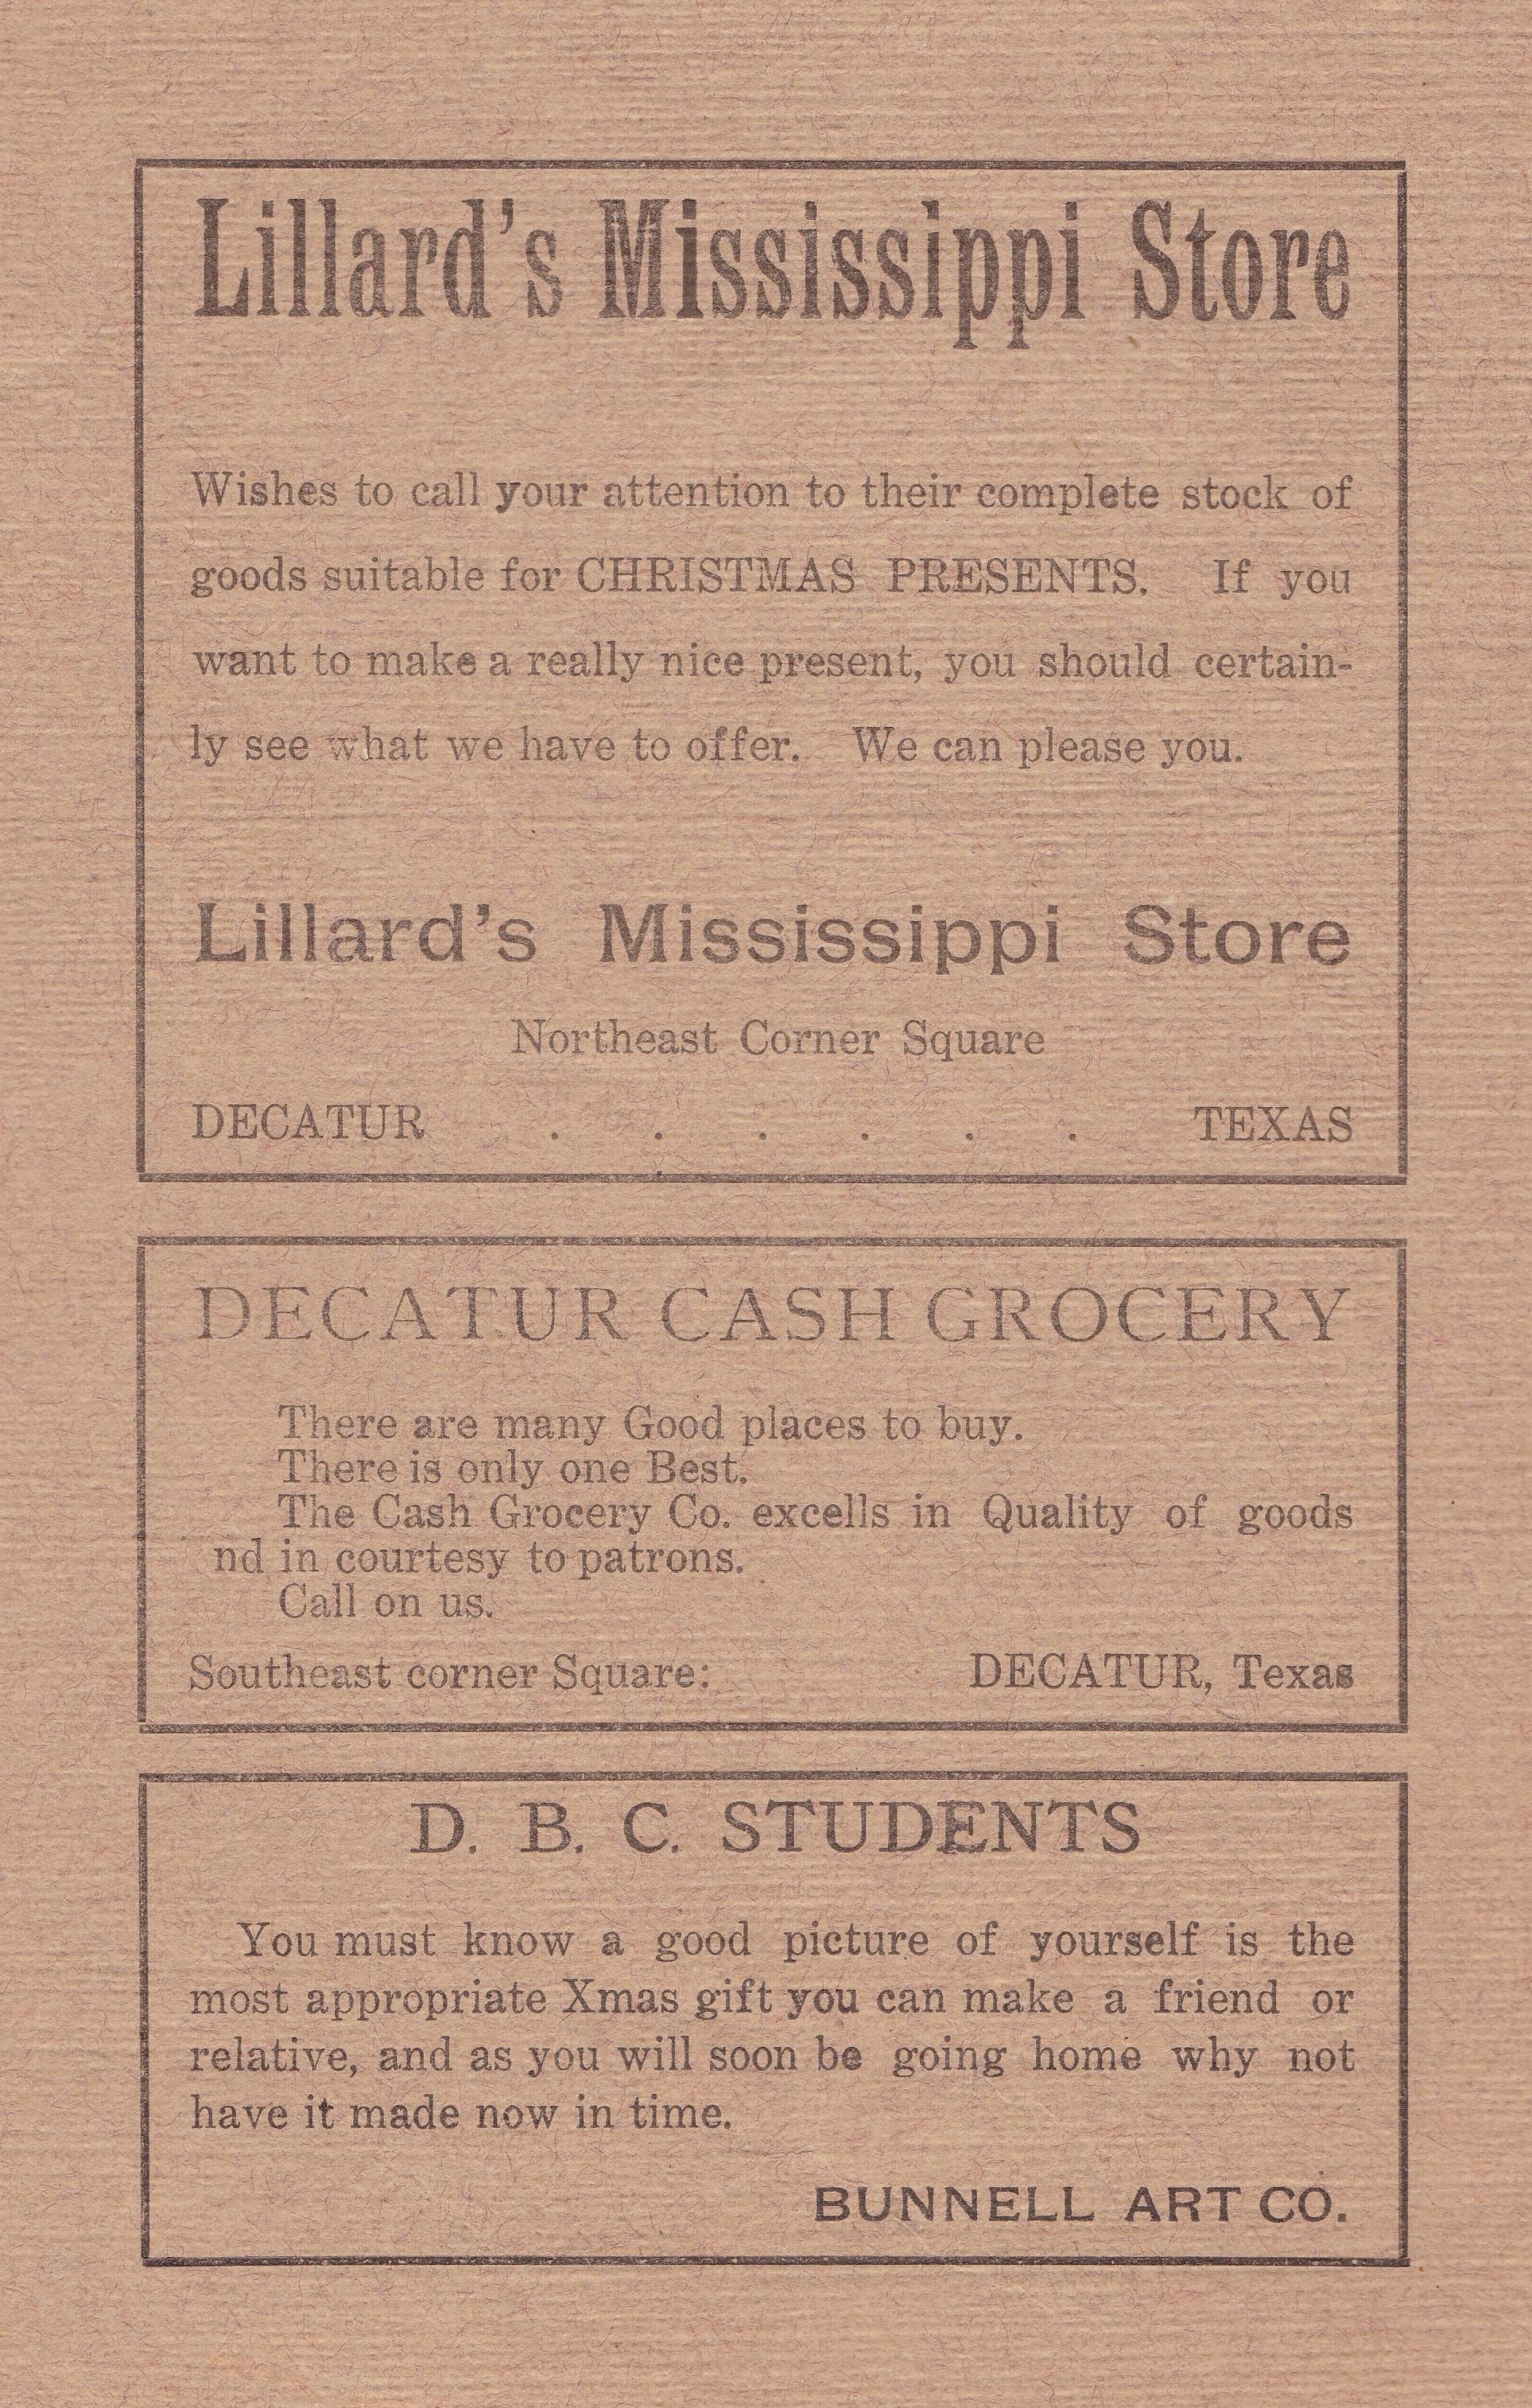 Lillard's Mississippi Store
Wishes to call your attention to their complete stock of
goods suitable for CHRISTMAS PRESENTS. If you
want to make a really nice present, you should certain-
ly see what we have to offer. We can please you.
Lillard's Mississippi Store
Northeast Corner Square
DECATUR . . . . . . TEXAS
DECATUR CASH GROCERY
There are many Good places to buy.
There is only one Best.
The Cash Grocery Co. excells in Quality of goods
nd in courtesy to patrons.
Call on us.
Southeast corner Square: DECATUR, Texas
D. B. C. STUDENTS
You must know a good picture of yourself is the
most appropriate Xmas gift you can make a friend or
relative, and as you will soon be going home why not
have it made now in time.
BUNNELL ART CO.